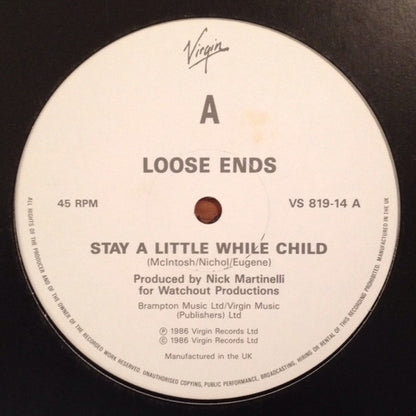 Virgin
A
LOOSE ENDS
45 RPM
VS 819-14 A
STAY A LITTLE WHILE CHILD
(McIntosh/Nichol/Eugene)
Produced by Nick Martinelli
for Watchout Productions
Brampton Music Ltd/Virgin Music
(Publishers) Ltd
℗ 1986 Virgin Records Ltd
© 1986 Virgin Records Ltd
Manufactured in the UK
ALL RIGHTS OF THE PRODUCER AND OF THE OWNER OF THE RECORDED WORK RESERVED. UNAUTHORISED COPYING, PUBLIC PERFORMANCE, BROADCASTING, HIRING OR RENTAL OF THIS RECORDING PROHIBITED. MADE IN THE UK